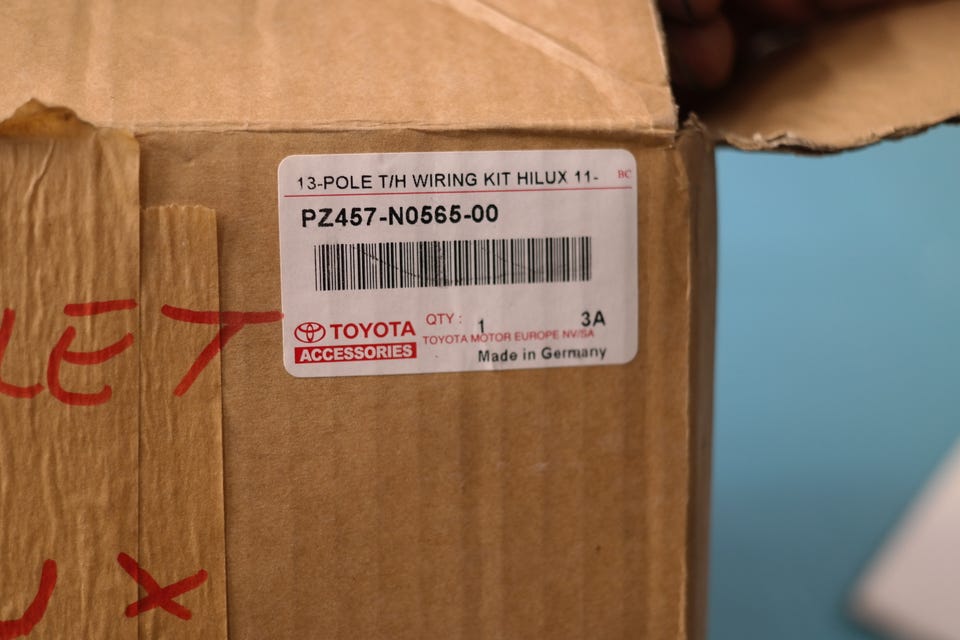 13-POLE T/H WIRING KIT HILUX 11-
BC
PZ457-N0565-00
TOYOTA
ACCESSORIES
QTY : 1 3A
TOYOTA MOTOR EUROPE NV/SA
Made in Germany
LET
UX